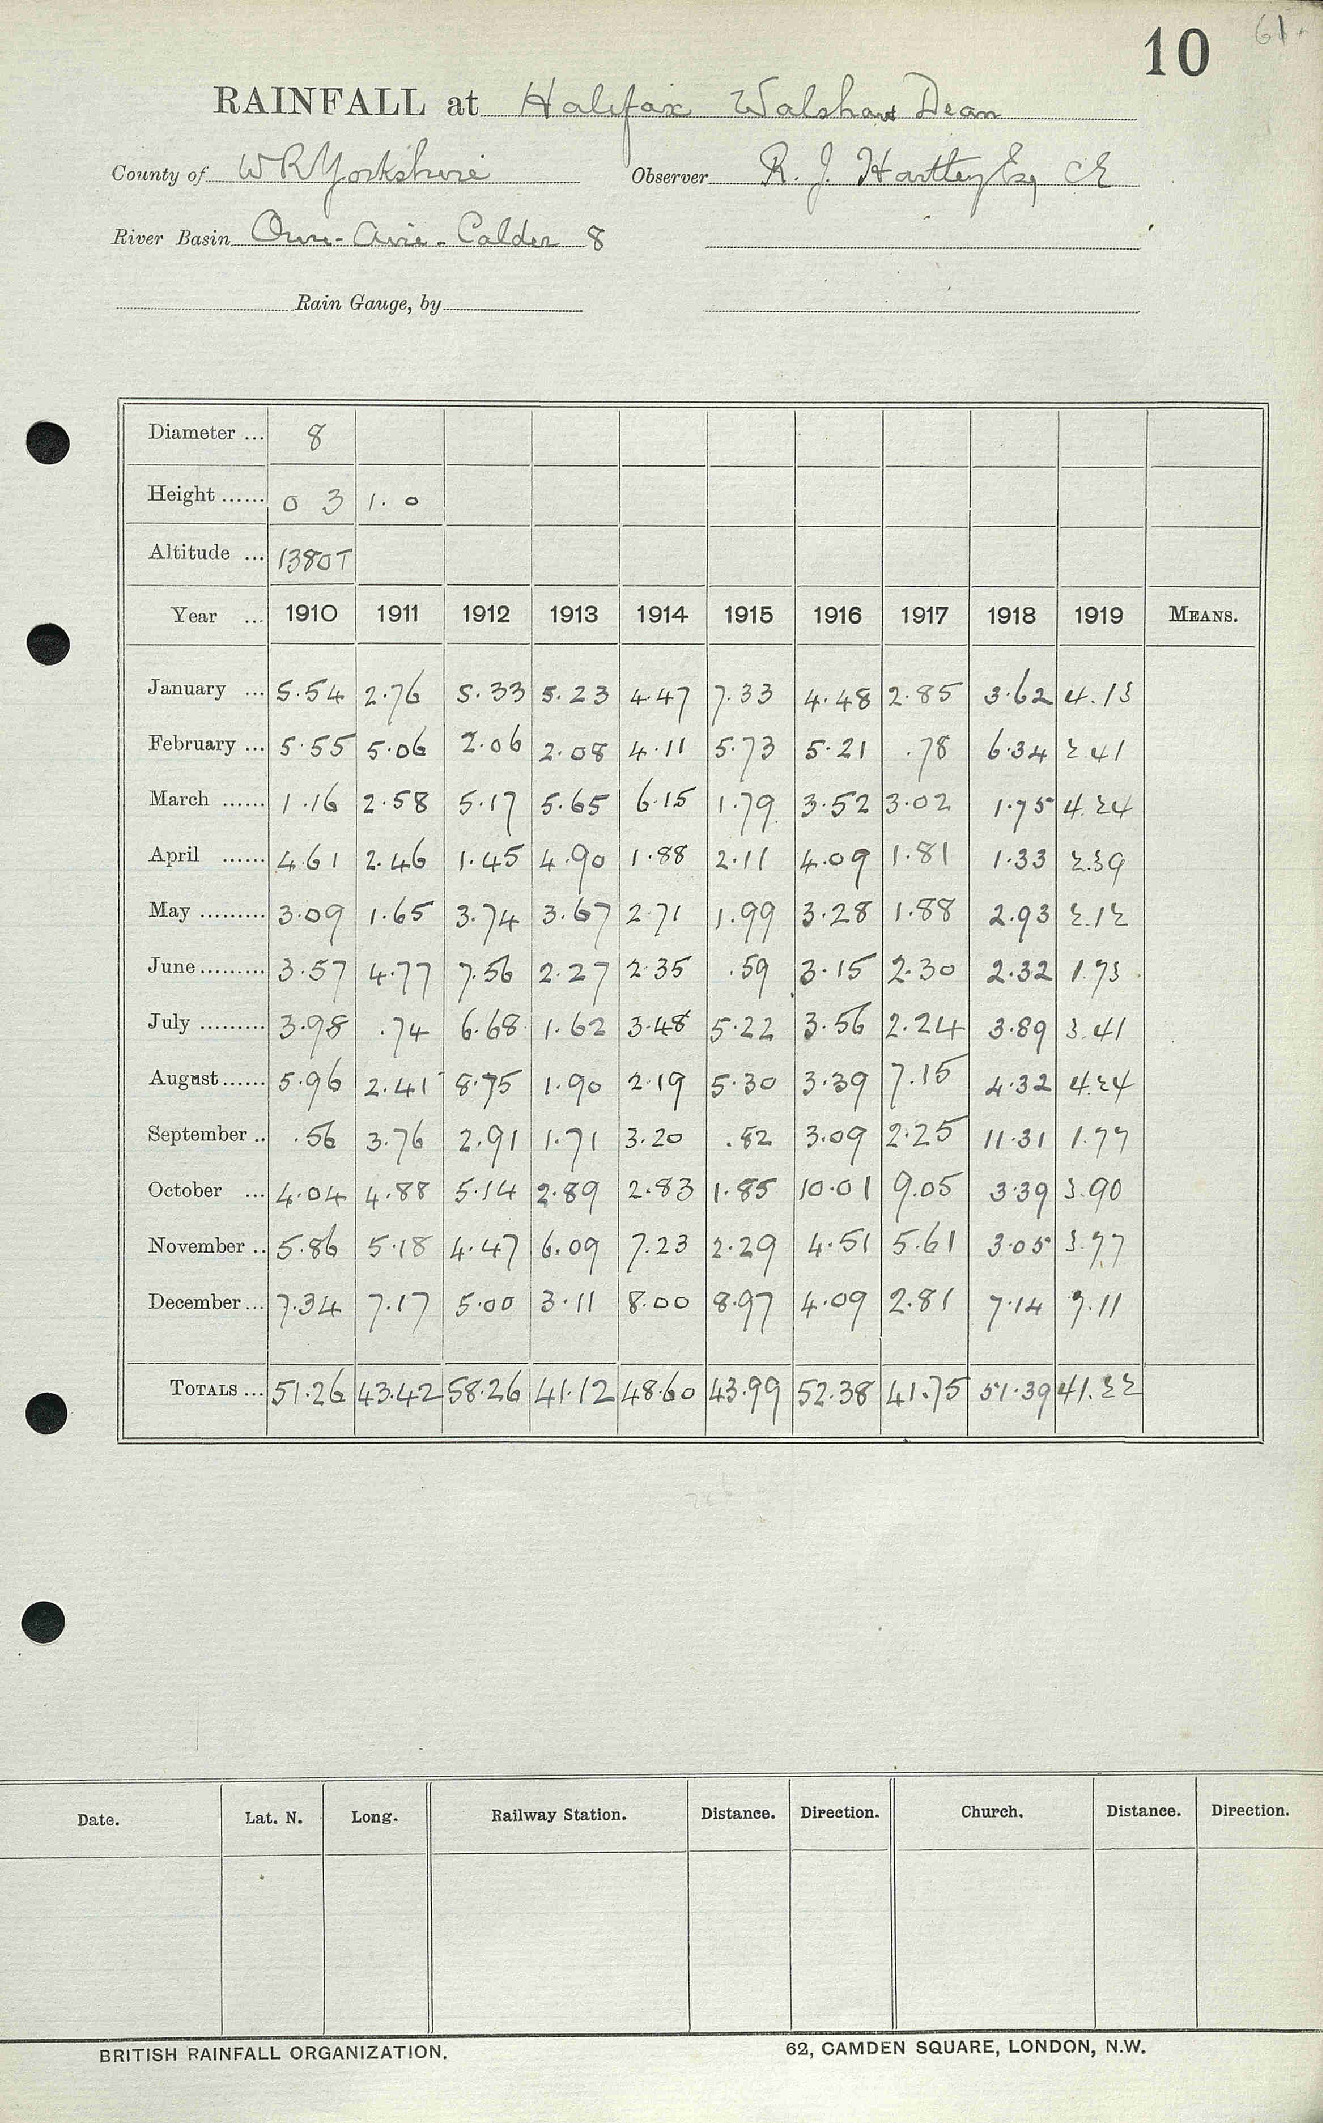 10
61
RAINFALL at Halifax Walshaw Dean
County of W R Yorkshire Observer R. J. Hartley Esq CE
River Basin Ouse - Aire - Calder 8
Rain Gauge, by
Diameter ... 8
Height ...... 0 3 1. 0
Altitude ... 1380T
Year ... 1910 1911 1912 1913 1914 1915 1916 1917 1918 1919 MEANS.
January ... 5.54 2.76 5.33 5.23 4.47 7.33 4.48 2.85 3.62 4.13
February ... 5.55 5.06 2.06 2.08 4.11 5.73 5.21 .78 6.34 2.41
March ...... 1.16 2.58 5.17 5.65 6.15 1.79 3.52 3.02 1.75 4.24
April ...... 4.61 2.46 1.45 4.90 1.88 2.11 4.09 1.81 1.33 2.39
May ......... 3.09 1.65 3.74 3.67 2.71 1.99 3.28 1.88 2.93 2.12
June ......... 3.57 4.77 7.56 2.27 2.35 .59 3.15 2.30 2.32 1.73
July ......... 3.98 .74 6.68 1.62 3.48 5.22 3.56 2.24 3.89 3.41
August ...... 5.96 2.41 8.75 1.90 2.19 5.30 3.39 7.15 4.32 4.24
September .. .56 3.76 2.91 1.71 3.20 .82 3.09 2.25 11.31 1.77
October ... 4.04 4.88 5.14 2.89 2.83 1.85 10.01 9.05 3.39 3.90
November .. 5.86 5.18 4.47 6.09 7.23 2.29 4.51 5.61 3.05 3.77
December ... 7.34 7.17 5.00 3.11 8.00 8.97 4.09 2.81 7.14 7.11
TOTALS ... 51.26 43.42 58.26 41.12 48.60 43.99 52.38 41.75 51.39 41.22
Date. Lat. N. Long. Railway Station. Distance. Direction. Church. Distance. Direction.
BRITISH RAINFALL ORGANIZATION. 62, CAMDEN SQUARE, LONDON, N.W.